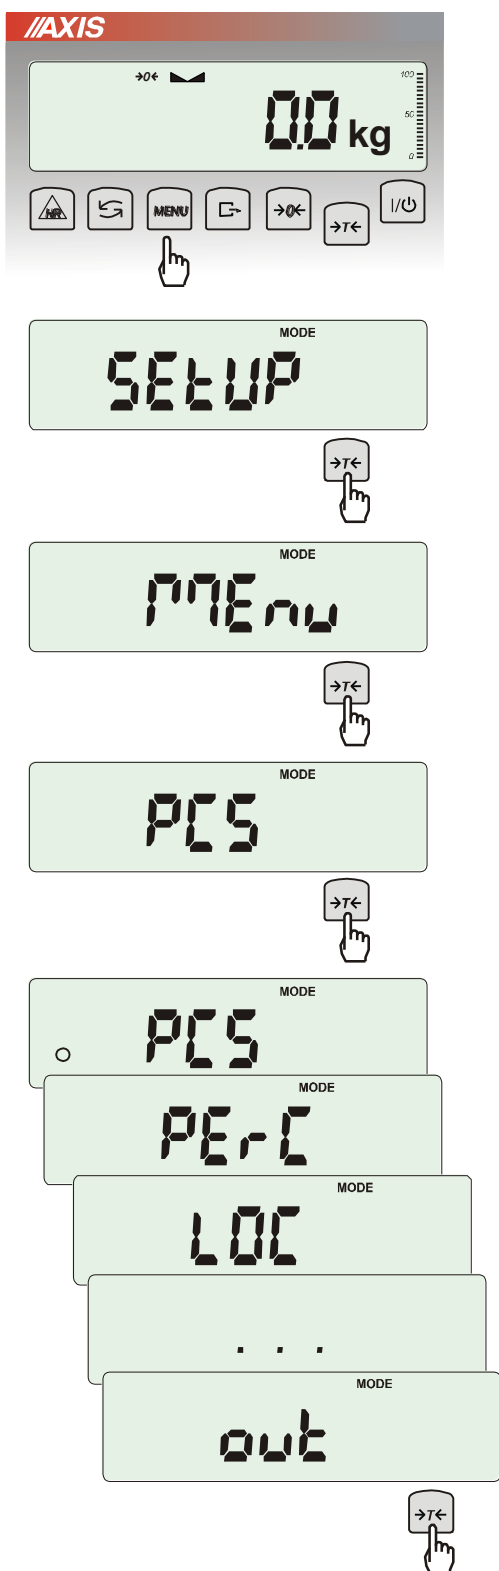 AXIS
→0←
100
50
0
0.0 kg
HR
MENU
→0←
→T←
I/⏻
MODE
SEtUP
→T←
MODE
MEnu
→T←
MODE
PCS
→T←
MODE
PCS
MODE
PErC
MODE
LOC
. . .
MODE
out
→T←